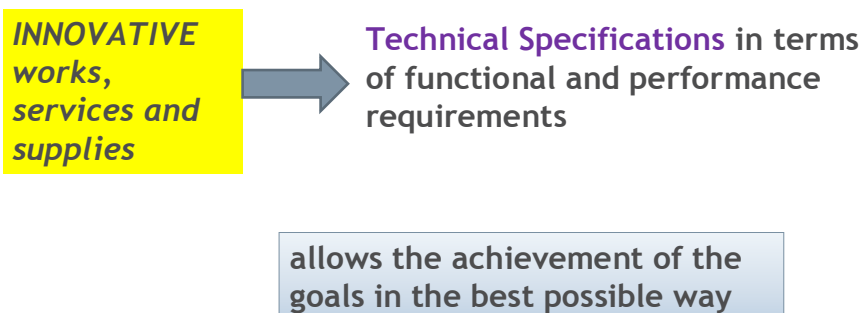 INNOVATIVE
works,
services and
supplies
Technical Specifications in terms
of functional and performance
requirements
allows the achievement of the
goals in the best possible way